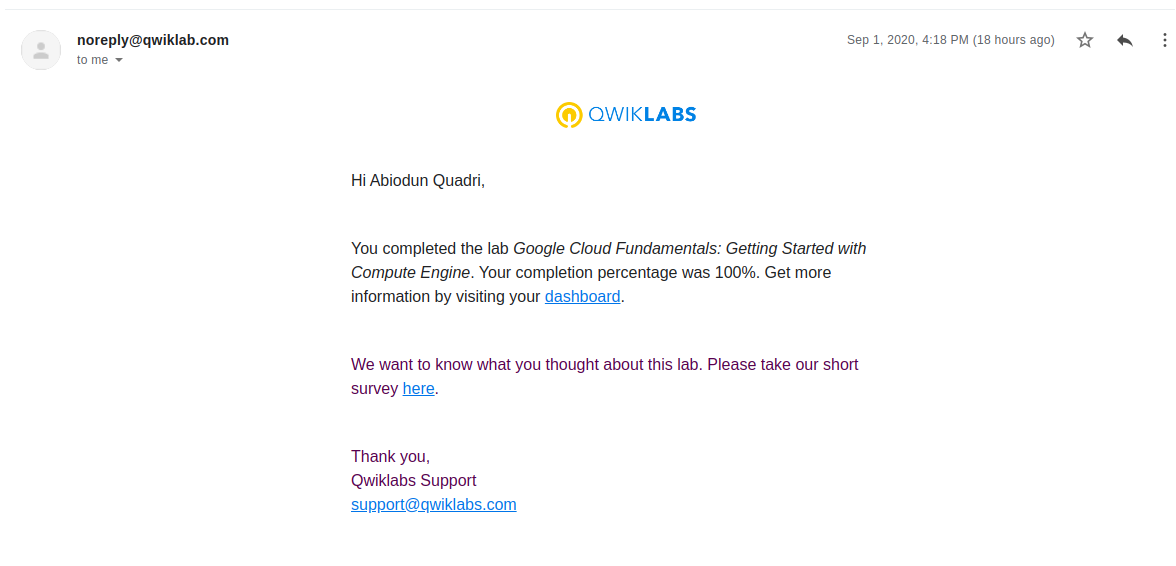 noreply@qwiklab.com
Sep 1, 2020, 4:18 PM (18 hours ago)
to me
QWIKLABS
Hi Abiodun Quadri,
You completed the lab Google Cloud Fundamentals: Getting Started with
Compute Engine. Your completion percentage was 100%. Get more
information by visiting your dashboard.
We want to know what you thought about this lab. Please take our short
survey here.
Thank you,
Qwiklabs Support
support@qwiklabs.com